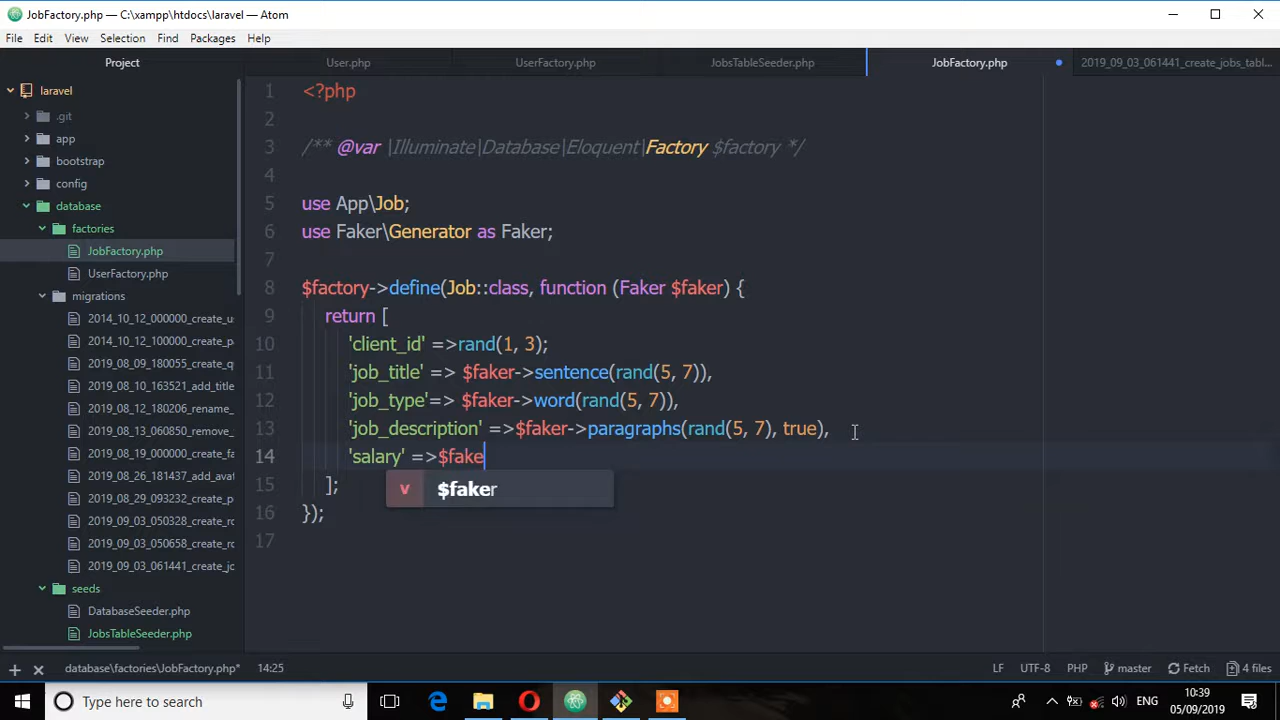 JobFactory.php — C:\xampp\htdocs\laravel — Atom
File Edit View Selection Find Packages Help
Project
User.php UserFactory.php JobsTableSeeder.php JobFactory.php 2019_09_03_061441_create_jobs_tabl...
laravel
.git
app
bootstrap
config
database
factories
JobFactory.php
UserFactory.php
migrations
2014_10_12_000000_create_us
2014_10_12_100000_create_pa
2019_08_09_180055_create_qu
2019_08_10_163521_add_title
2019_08_12_180206_rename_
2019_08_13_060850_remove_
2019_08_19_000000_create_fa
2019_08_26_181437_add_avat
2019_08_29_093232_create_pr
2019_09_03_050328_create_ro
2019_09_03_050658_create_ro
2019_09_03_061441_create_jo
seeds
DatabaseSeeder.php
JobsTableSeeder.php
1 <?php
2
3 /** @var \Illuminate\Database\Eloquent\Factory $factory */
4
5 use App\Job;
6 use Faker\Generator as Faker;
7
8 $factory->define(Job::class, function (Faker $faker) {
9 return [
10 'client_id' =>rand(1, 3);
11 'job_title' => $faker->sentence(rand(5, 7)),
12 'job_type'=> $faker->word(rand(5, 7)),
13 'job_description' =>$faker->paragraphs(rand(5, 7), true),
14 'salary' =>$fake
v $faker
15 ];
16 });
17
database\factories\JobFactory.php* 14:25 LF UTF-8 PHP master Fetch 4 files
Type here to search
ENG
10:39
05/09/2019